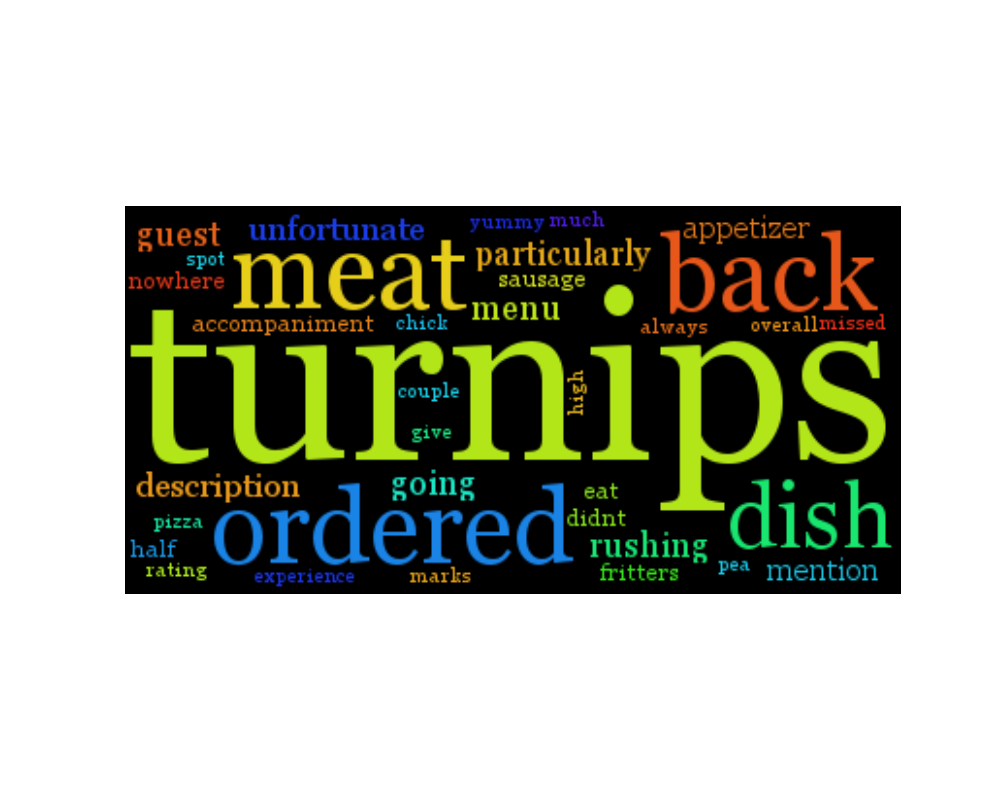 guest unfortunate yummy much appetizer
spot meat particularly back
nowhere sausage
menu
accompaniment chick always overall missed
turnips
couple high
give
description going eat dish
pizza ordered didnt
half rushing
rating experience marks fritters pea mention